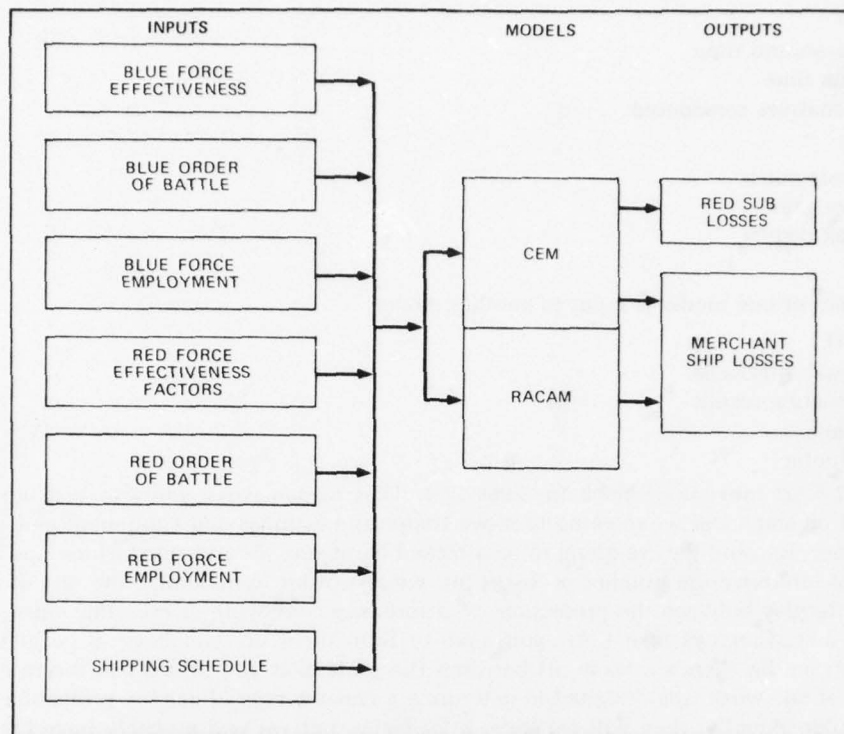 INPUTS
MODELS
OUTPUTS
BLUE FORCE
EFFECTIVENESS
BLUE ORDER
OF BATTLE
BLUE FORCE
EMPLOYMENT
RED FORCE
EFFECTIVENESS
FACTORS
RED ORDER
OF BATTLE
RED FORCE
EMPLOYMENT
SHIPPING SCHEDULE
CEM
RACAM
RED SUB
LOSSES
MERCHANT
SHIP LOSSES